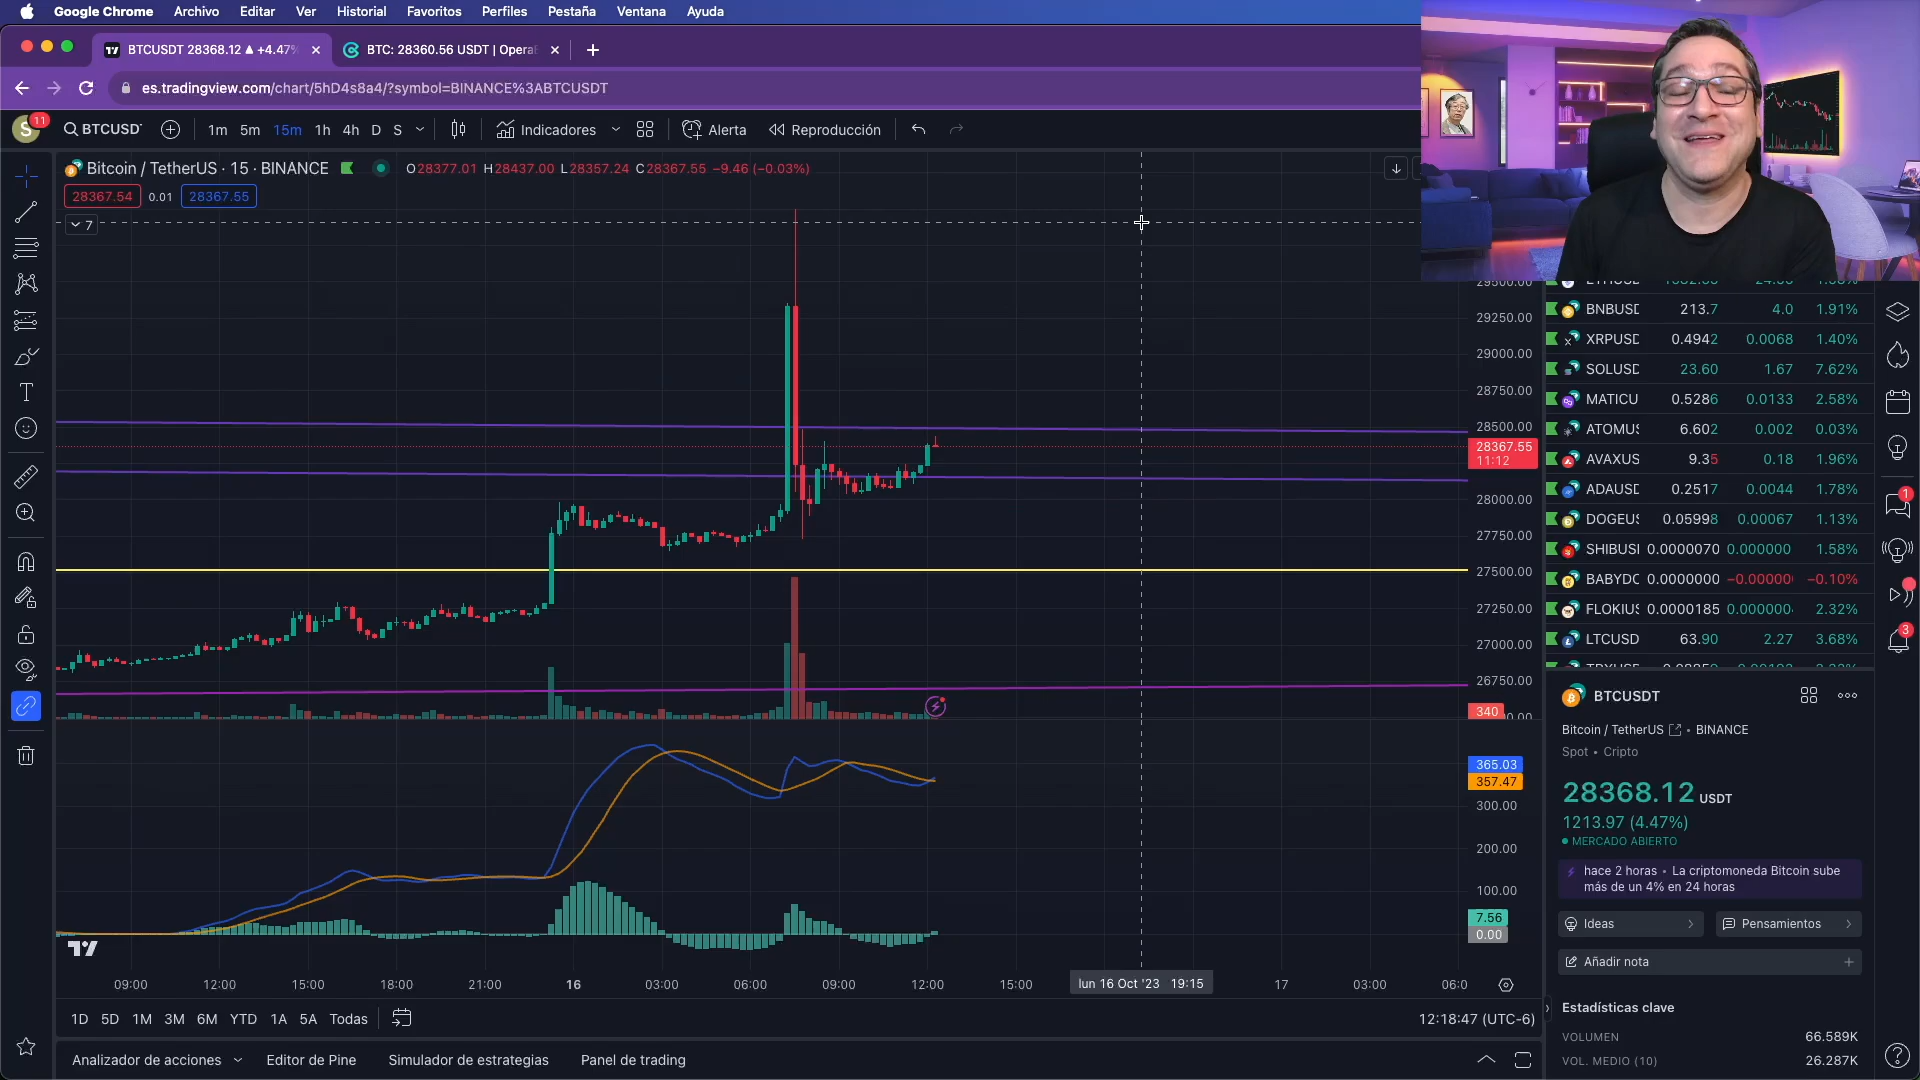 Google Chrome Archivo Editar Ver Historial Favoritos Perfiles Pestaña Ventana Ayuda
BTCUSDT 28368.12 ▲ +4.47%
BTC: 28360.56 USDT |
es.tradingview.com/chart/5hD4s8a4/?symbol=BINANCE%3ABTCUSDT
S 11 BTCUSD 1m 5m 15m 1h 4h D S Indicadores Alerta Reproducción
Bitcoin / TetherUS · 15 · BINANCE O28377.01 H28437.00 L28357.24 C28367.55 −9.46 (−0.03%)
28367.54 0.01 28367.55
7
29250.00
29000.00
28750.00
28500.00
28367.55
11:12
28000.00
27750.00
27500.00
27250.00
27000.00
26750.00
340
365.03
357.47
300.00
200.00
100.00
7.56
0.00
09:00 12:00 15:00 18:00 21:00 16 03:00 06:00 09:00 12:00 15:00 lun 16 Oct '23 19:15 17 03:00 06:0
1D 5D 1M 3M 6M YTD 1A 5A Todas 12:18:47 (UTC-6)
Analizador de acciones Editor de Pine Simulador de estrategias Panel de trading
BNBUSD 213.7 4.0 1.91%
XRPUSD 0.4942 0.0068 1.40%
SOLUSD 23.60 1.67 7.62%
MATICU 0.5286 0.0133 2.58%
ATOMUS 6.602 0.002 0.03%
AVAXUS 9.35 0.18 1.96%
ADAUSD 0.2517 0.0044 1.78%
DOGEUS 0.05998 0.00067 1.13%
SHIBUSD 0.0000070 0.000000 1.58%
BABYDO 0.0000000 −0.000000 −0.10%
FLOKIUS 0.0000185 0.0000004 2.32%
LTCUSD 63.90 2.27 3.68%
1
3
BTCUSDT
Bitcoin / TetherUS • BINANCE
Spot • Cripto
28368.12 USDT
1213.97 (4.47%)
MERCADO ABIERTO
hace 2 horas • La criptomoneda Bitcoin sube
más de un 4% en 24 horas
Ideas Pensamientos
Añadir nota
Estadísticas clave
VOLUMEN 66.589K
VOL. MEDIO (10) 26.287K